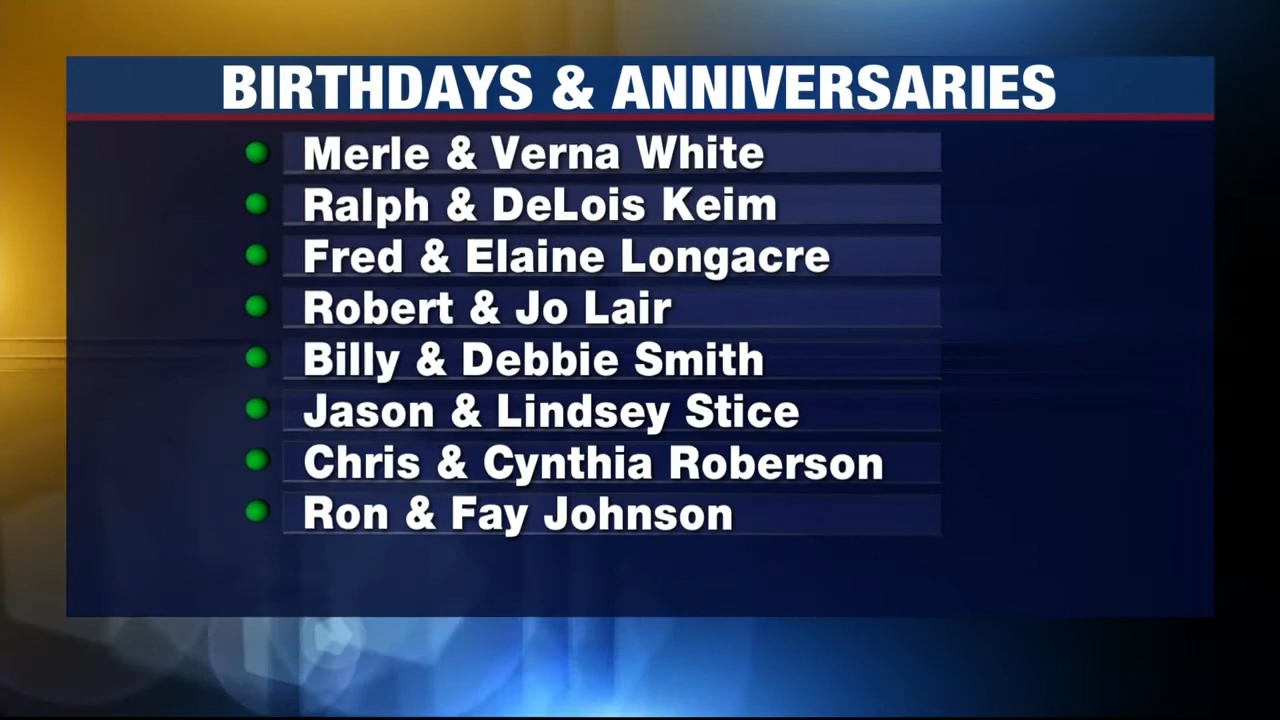 BIRTHDAYS & ANNIVERSARIES
Merle & Verna White
Ralph & DeLois Keim
Fred & Elaine Longacre
Robert & Jo Lair
Billy & Debbie Smith
Jason & Lindsey Stice
Chris & Cynthia Roberson
Ron & Fay Johnson